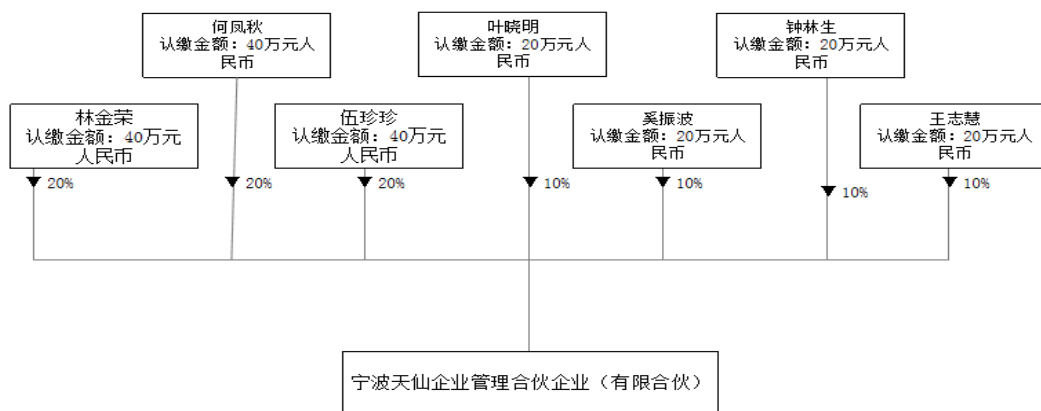 何凤秋
认缴金额：40万元人
民币
叶晓明
认缴金额：20万元人
民币
钟林生
认缴金额：20万元人
民币
林金荣
认缴金额：40万元
人民币
伍珍珍
认缴金额：40万元
人民币
奚振波
认缴金额：20万元人
民币
王志慧
认缴金额：20万元人
民币
20%
20%
20%
10%
10%
10%
10%
宁波天仙企业管理合伙企业（有限合伙）